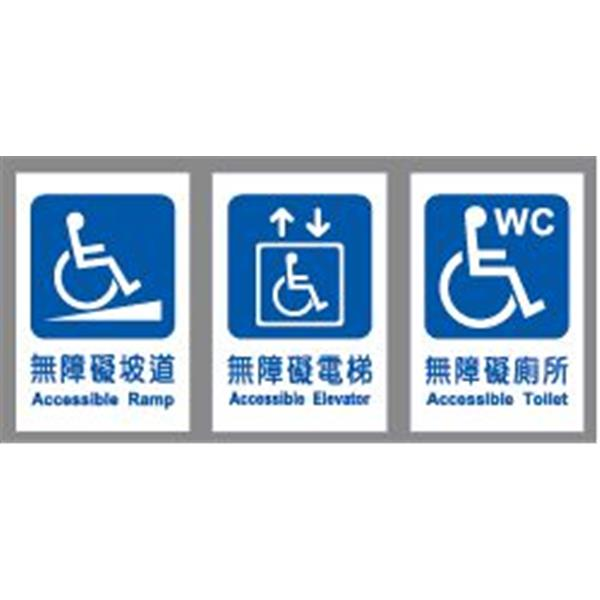 無障礙坡道
Accessible Ramp
無障礙電梯
Accessible Elevator
WC
無障礙廁所
Accessible Toilet